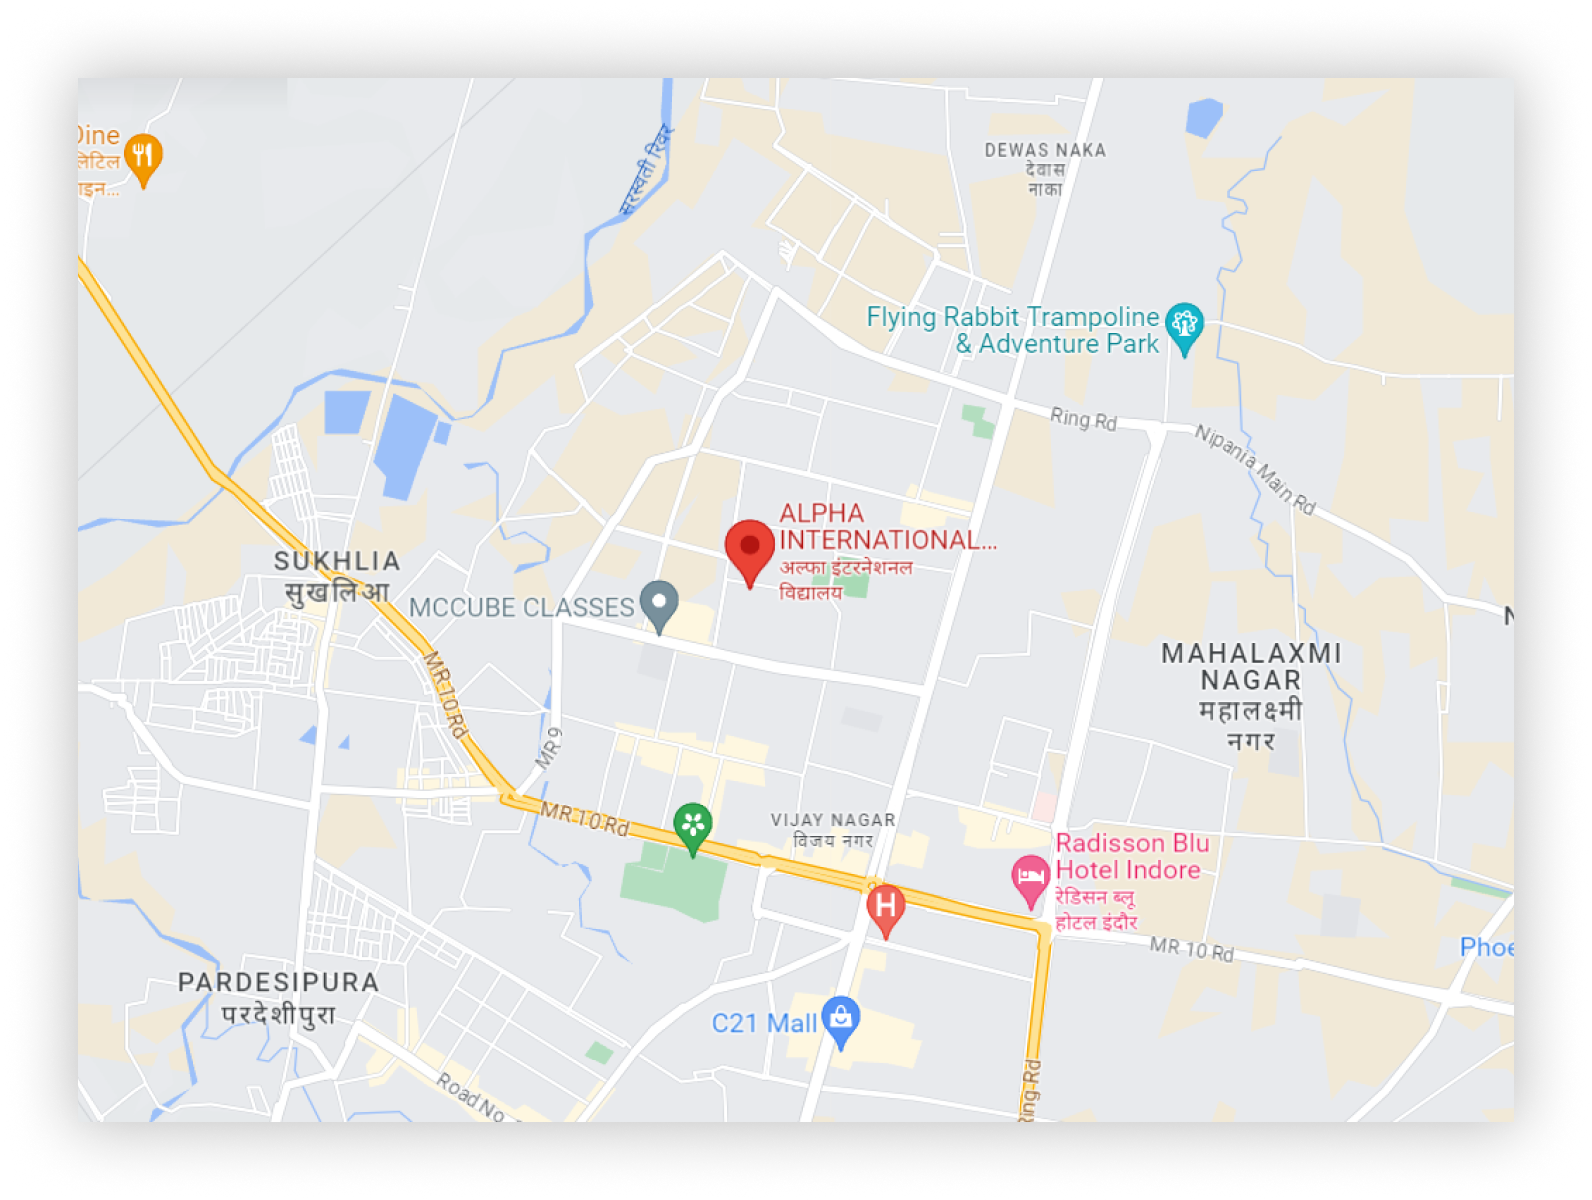 Dine
लिटिल
सरस्वती रिवर
DEWAS NAKA
देवास
नाका
Flying Rabbit Trampoline
& Adventure Park
Ring Rd
Nipania Main Rd
ALPHA
INTERNATIONAL...
अल्फा इंटरनेशनल
विद्यालय
SUKHLIA
सुखलिआ
MCCUBE CLASSES
MR 10 Rd
MAHALAXMI
NAGAR
महालक्ष्मी
नगर
MR 9
MR 10 Rd
VIJAY NAGAR
विजय नगर
Radisson Blu
Hotel Indore
रेडिसन ब्लू
होटल इंदौर
H
MR 10 Rd
Phoe
PARDESIPURA
परदेशीपुरा
C21 Mall
Road No
Ring Rd